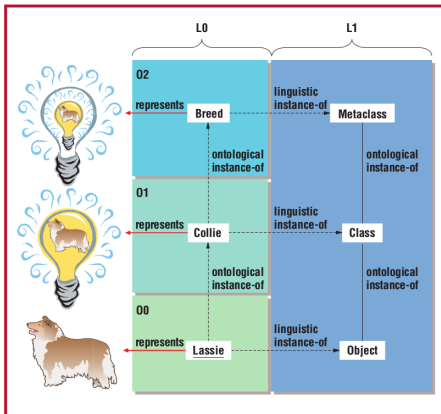 L0 L1
O2
represents Breed linguistic instance-of Metaclass
ontological instance-of ontological instance-of
O1
represents Collie linguistic instance-of Class
ontological instance-of ontological instance-of
O0
represents Lassie linguistic instance-of Object